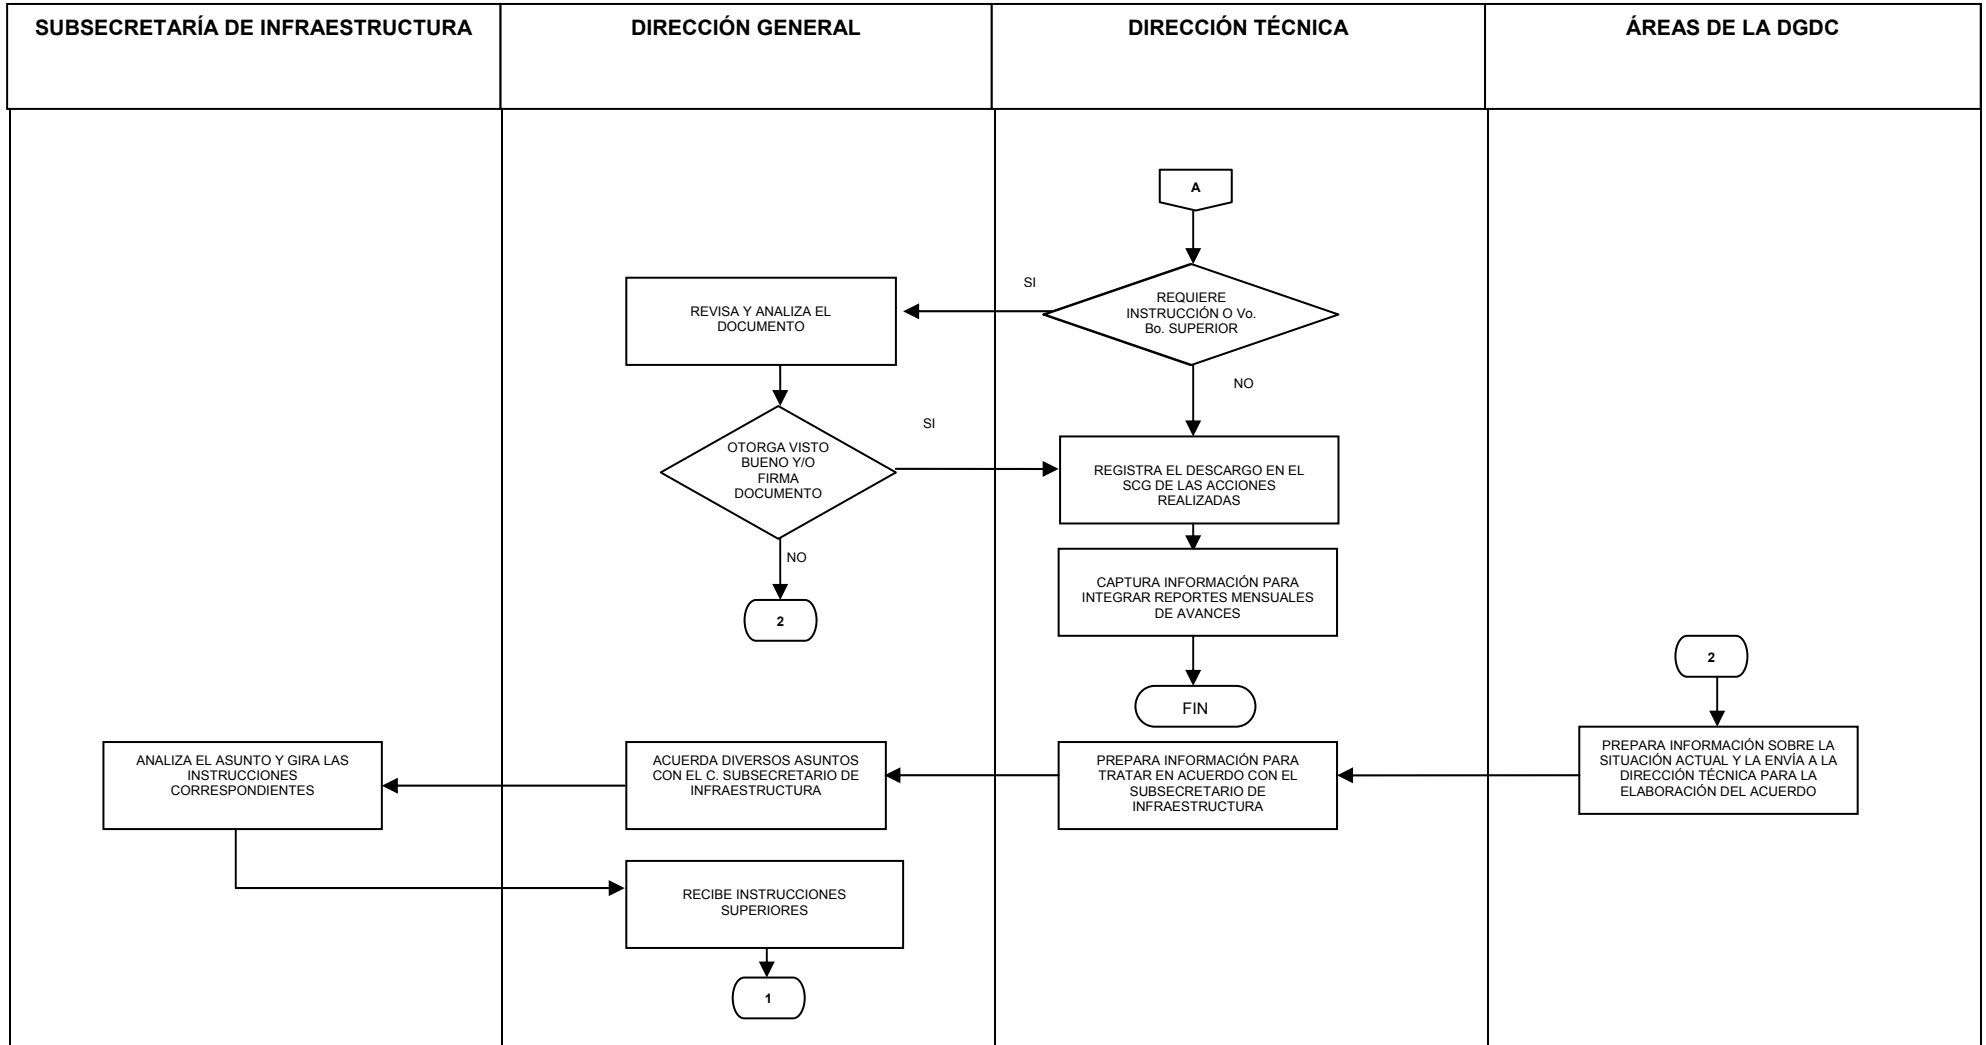 SUBSECRETARÍA DE INFRAESTRUCTURA
DIRECCIÓN GENERAL
DIRECCIÓN TÉCNICA
ÁREAS DE LA DGDC
A
REQUIERE
INSTRUCCIÓN O Vo.
Bo. SUPERIOR
SI
NO
REVISA Y ANALIZA EL
DOCUMENTO
OTORGA VISTO
BUENO Y/O
FIRMA
DOCUMENTO
SI
NO
2
REGISTRA EL DESCARGO EN EL
SCG DE LAS ACCIONES
REALIZADAS
CAPTURA INFORMACIÓN PARA
INTEGRAR REPORTES MENSUALES
DE AVANCES
FIN
2
PREPARA INFORMACIÓN SOBRE LA
SITUACIÓN ACTUAL Y LA ENVÍA A LA
DIRECCIÓN TÉCNICA PARA LA
ELABORACIÓN DEL ACUERDO
PREPARA INFORMACIÓN PARA
TRATAR EN ACUERDO CON EL
SUBSECRETARIO DE
INFRAESTRUCTURA
ACUERDA DIVERSOS ASUNTOS
CON EL C. SUBSECRETARIO DE
INFRAESTRUCTURA
ANALIZA EL ASUNTO Y GIRA LAS
INSTRUCCIONES
CORRESPONDIENTES
RECIBE INSTRUCCIONES
SUPERIORES
1